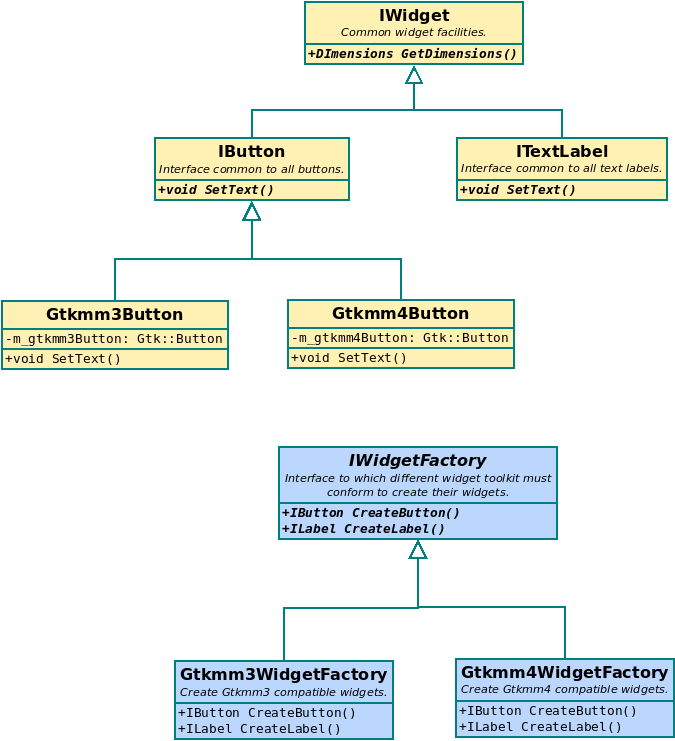 IWidget
Common widget facilities.
+DImensions GetDimensions()
IButton
Interface common to all buttons.
+void SetText()
ITextLabel
Interface common to all text labels.
+void SetText()
Gtkmm3Button
-m_gtkmm3Button: Gtk::Button
+void SetText()
Gtkmm4Button
-m_gtkmm4Button: Gtk::Button
+void SetText()
IWidgetFactory
Interface to which different widget toolkit must
conform to create their widgets.
+IButton CreateButton()
+ILabel CreateLabel()
Gtkmm3WidgetFactory
Create Gtkmm3 compatible widgets.
+IButton CreateButton()
+ILabel CreateLabel()
Gtkmm4WidgetFactory
Create Gtkmm4 compatible widgets.
+IButton CreateButton()
+ILabel CreateLabel()